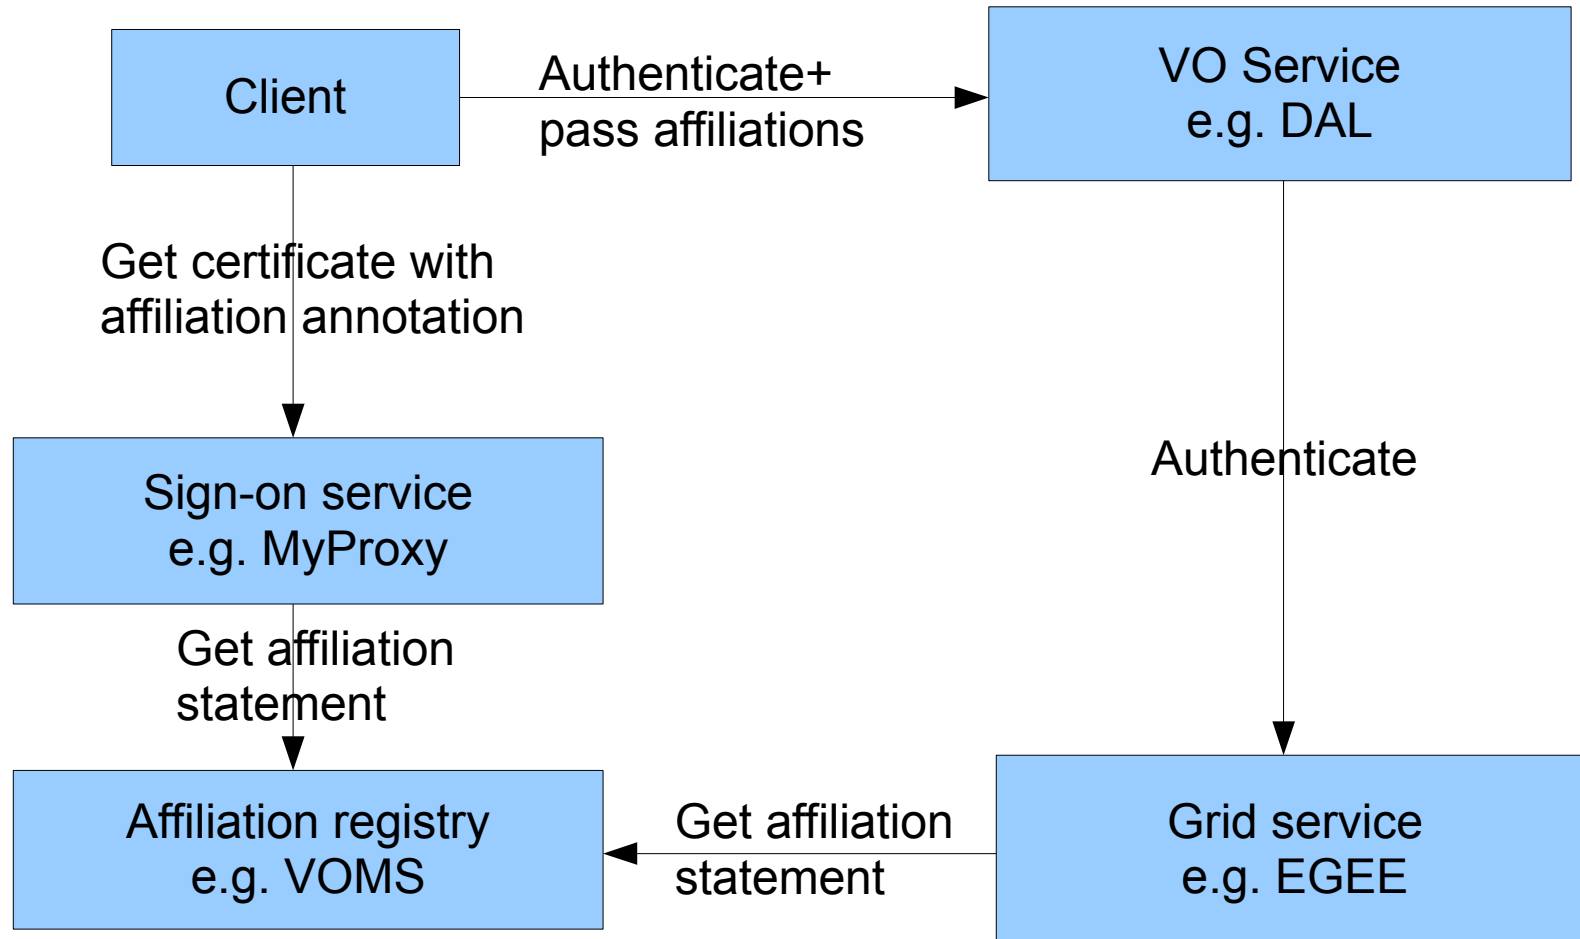 Client
Authenticate+
pass affiliations
VO Service
e.g. DAL
Get certificate with
affiliation annotation
Sign-on service
e.g. MyProxy
Authenticate
Get affiliation
statement
Affiliation registry
e.g. VOMS
Get affiliation
statement
Grid service
e.g. EGEE